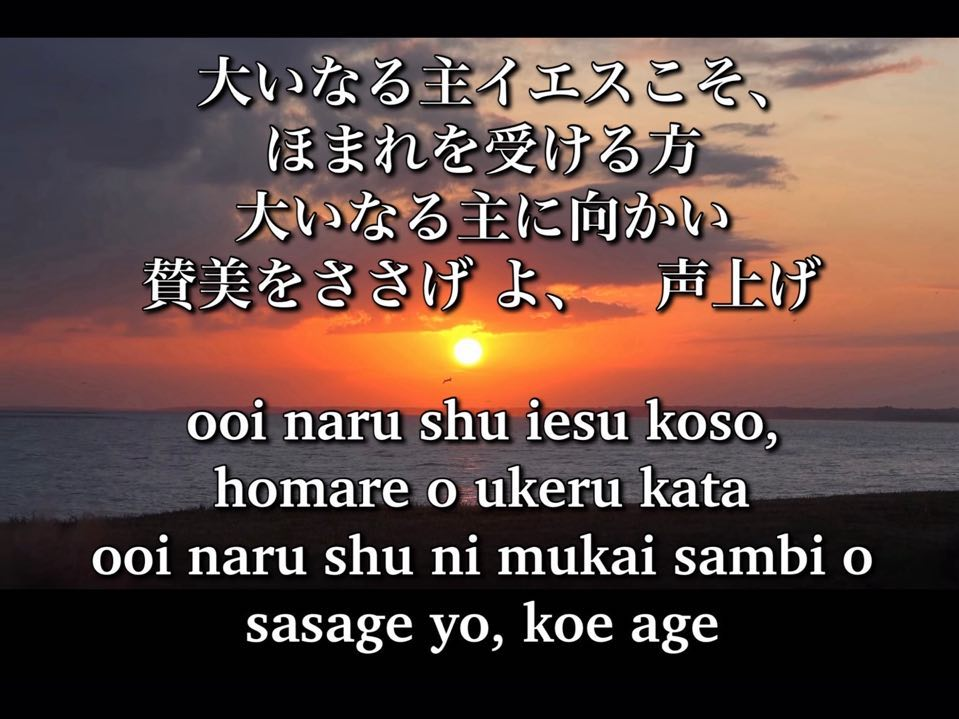 大いなる主イエスこそ、
ほまれを受ける方
大いなる主に向かい
賛美をささげ よ、　声上げ
ooi naru shu iesu koso,
homare o ukeru kata
ooi naru shu ni mukai sambi o
sasage yo, koe age